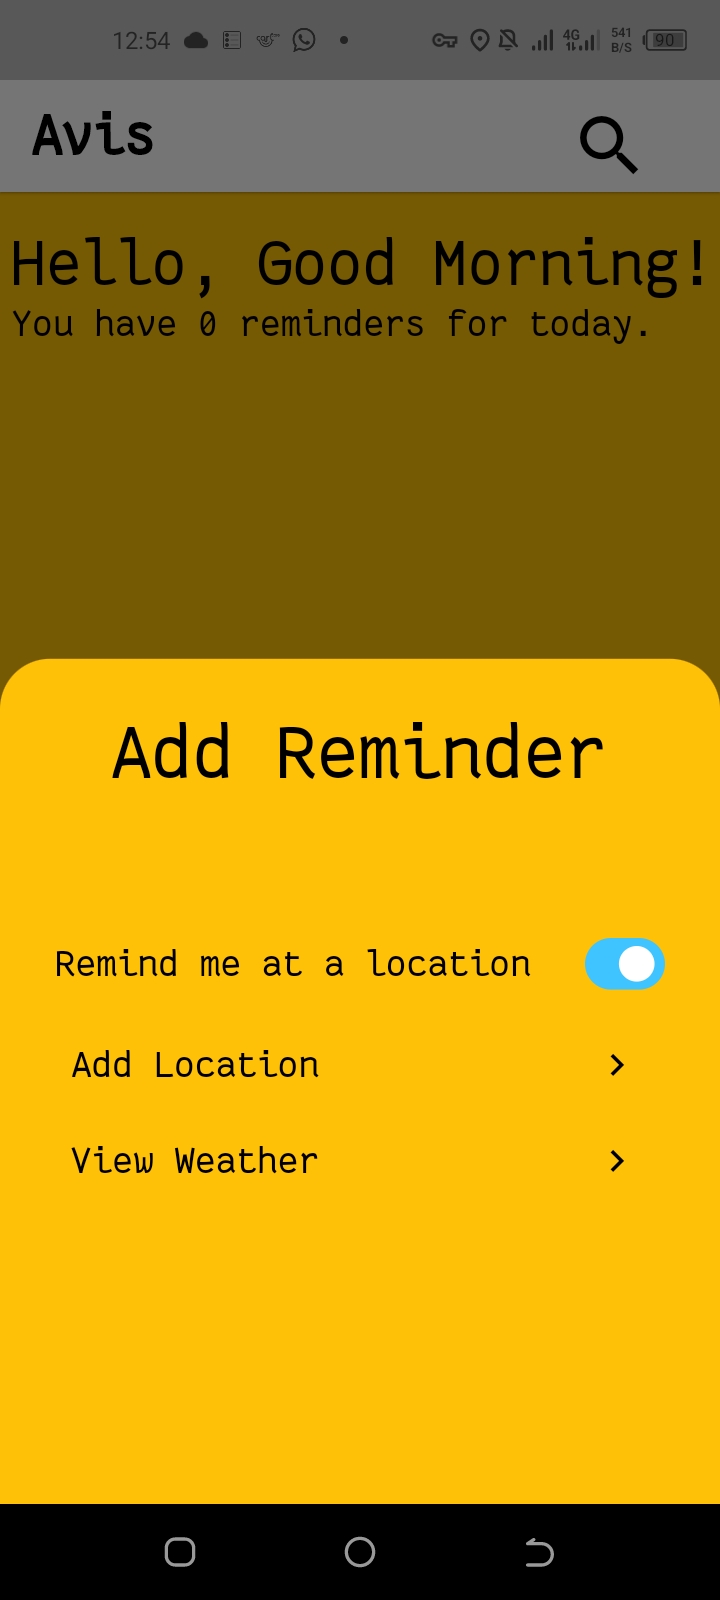 12:54 4G 541 B/S 90
Avis
Hello, Good Morning!
You have 0 reminders for today.
Add Reminder
Remind me at a location
Add Location
View Weather